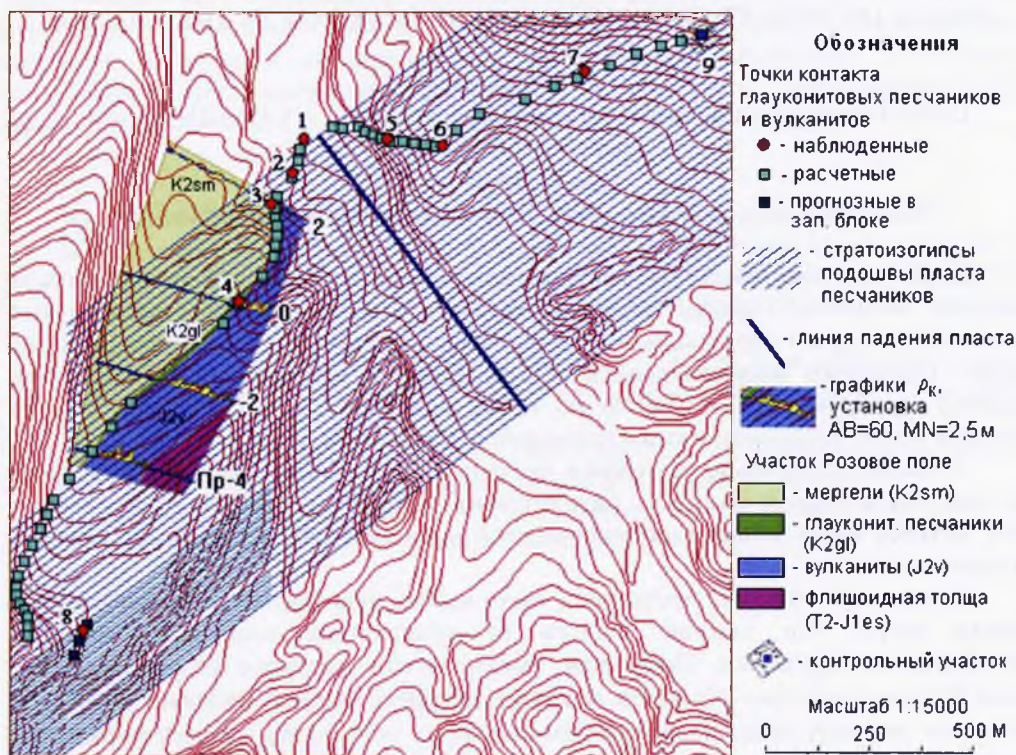 1
2
3
4
5
6
7
8
9
K2sm
K2gl
J2v
2
0
-2
Пр-4
Обозначения
Точки контакта
глауконитовых песчаников
и вулканитов
- наблюденные
- расчетные
- прогнозные в
зап. блоке
- стратоизогипсы
подошвы пласта
песчаников
- линия падения пласта
- графики ρк,
установка
AB=60, MN=2,5м
Участок Розовое поле
- мергели (K2sm)
- глауконит. песчаники
(K2gl)
- вулканиты (J2v)
- флишоидная толща
(T2-J1es)
- контрольный участок
Масштаб 1:15000
0 250 500 М